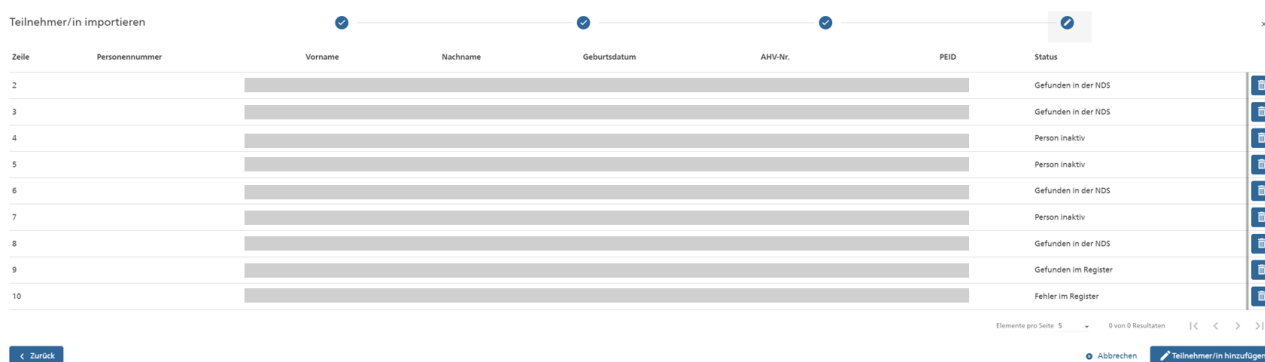 Teilnehmer/in importieren
Zeile Personennummer Vorname Nachname Geburtsdatum AHV-Nr. PEID Status
2 Gefunden in der NDS
3 Gefunden in der NDS
4 Person inaktiv
5 Person inaktiv
6 Gefunden in der NDS
7 Person inaktiv
8 Gefunden in der NDS
9 Gefunden im Register
10 Fehler im Register
Elemente pro Seite 5 0 von 0 Resultaten
Zurück Abbrechen Teilnehmer/in hinzufügen